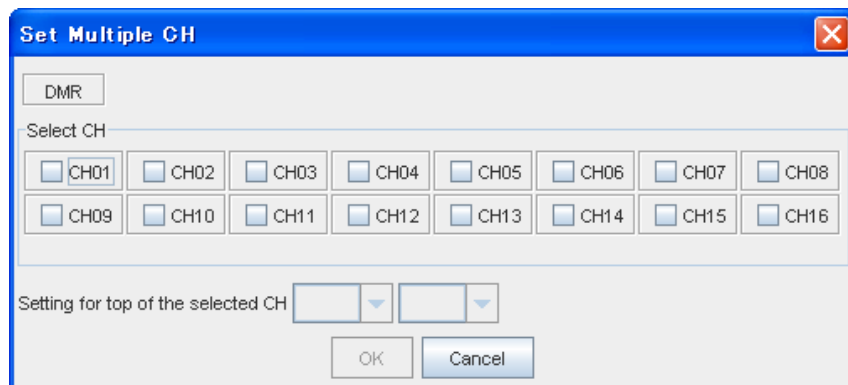 Set Multiple CH
DMR
Select CH
CH01 CH02 CH03 CH04 CH05 CH06 CH07 CH08
CH09 CH10 CH11 CH12 CH13 CH14 CH15 CH16
Setting for top of the selected CH
OK Cancel